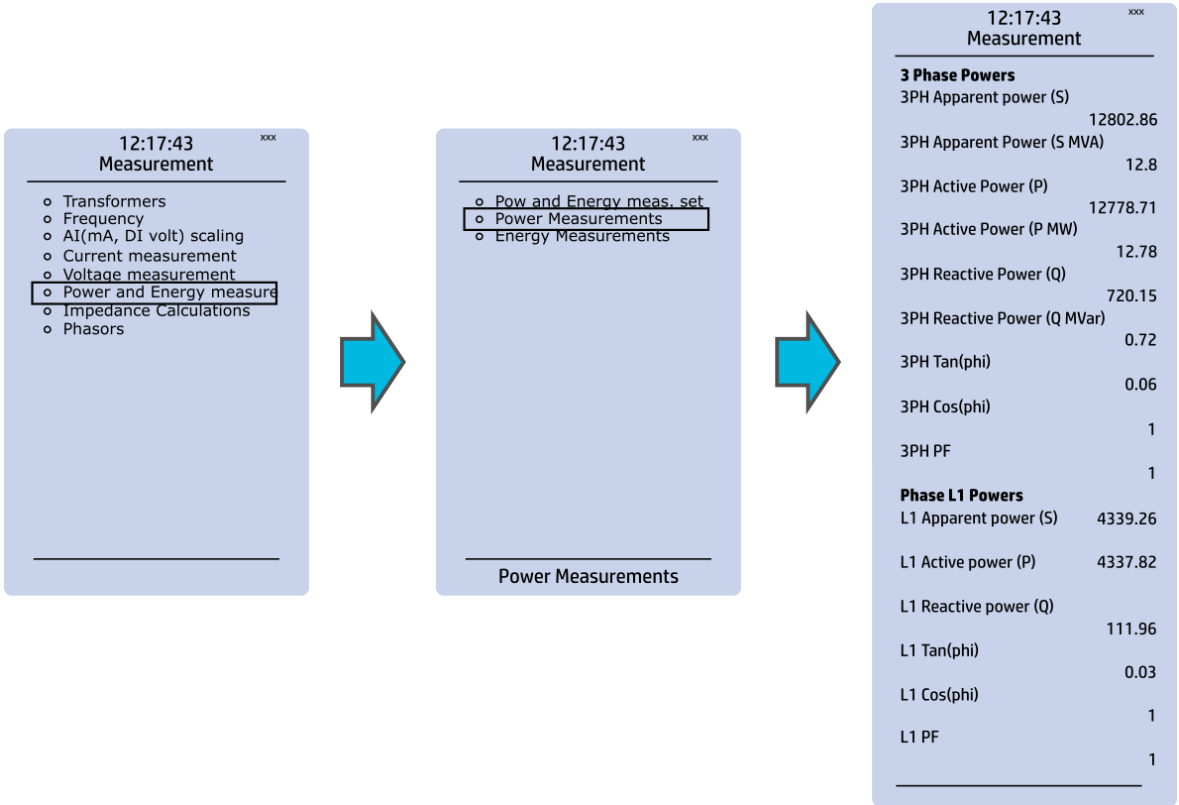 12:17:43 xxx
Measurement
Transformers
Frequency
AI(mA, DI volt) scaling
Current measurement
Voltage measurement
Power and Energy measure
Impedance Calculations
Phasors
12:17:43 xxx
Measurement
Pow and Energy meas. set
Power Measurements
Energy Measurements
Power Measurements
12:17:43 xxx
Measurement
3 Phase Powers
3PH Apparent power (S)
12802.86
3PH Apparent Power (S MVA)
12.8
3PH Active Power (P)
12778.71
3PH Active Power (P MW)
12.78
3PH Reactive Power (Q)
720.15
3PH Reactive Power (Q MVar)
0.72
3PH Tan(phi)
0.06
3PH Cos(phi)
1
3PH PF
1
Phase L1 Powers
L1 Apparent power (S) 4339.26
L1 Active power (P) 4337.82
L1 Reactive power (Q)
111.96
L1 Tan(phi)
0.03
L1 Cos(phi)
1
L1 PF
1